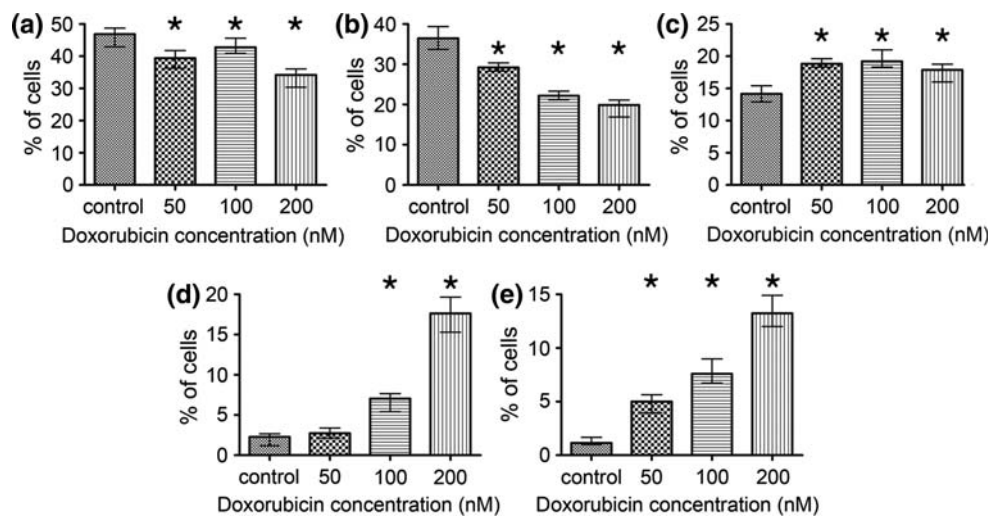 (a)
% of cells
50
40
30
20
10
0
* * *
control 50 100 200
Doxorubicin concentration (nM)
(b)
% of cells
40
30
20
10
0
* * *
control 50 100 200
Doxorubicin concentration (nM)
(c)
% of cells
25
20
15
10
5
0
* * *
control 50 100 200
Doxorubicin concentration (nM)
(d)
% of cells
20
15
10
5
0
* *
control 50 100 200
Doxorubicin concentration (nM)
(e)
% of cells
15
10
5
0
* * *
control 50 100 200
Doxorubicin concentration (nM)